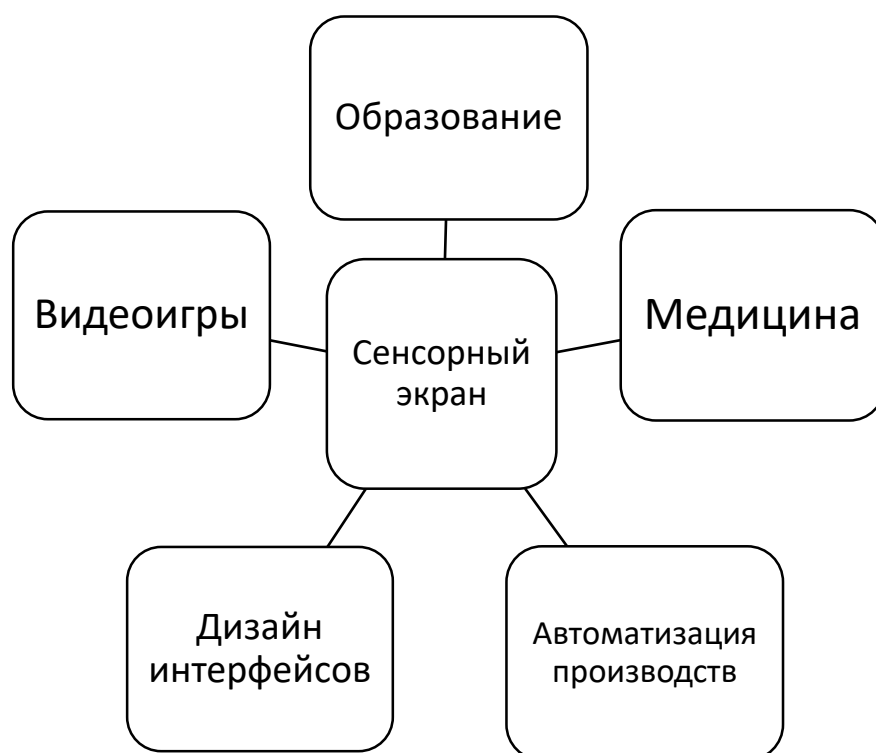 Образование
Видеоигры
Медицина
Сенсорный
экран
Дизайн
интерфейсов
Автоматизация
производств